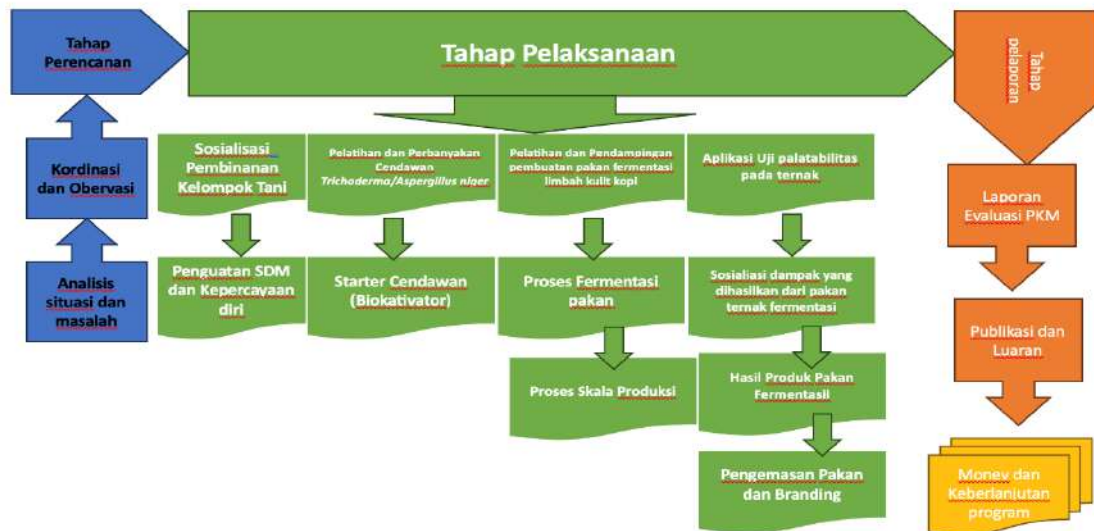 Tahap
Perencanan
Tahap Pelaksanaan
Tahap
pelaporan
Kordinasi
dan Obervasi
Analisis
situasi dan
masalah
Sosialisasi
Pembinanan
Kelompok Tani
Pelatihan dan Perbanyakan
Cendawan
Trichoderma/Aspergillus niger
Pelatihan dan Pendampingan
pembuatan pakan fermentasi
limbah kulit kopi
Aplikasi Uji palatabilitas
pada ternak
Penguatan SDM
dan Kepercayaan
diri
Starter Cendawan
(Biokativator)
Proses Fermentasi
pakan
Sosialiasi dampak yang
dihasilkan dari pakan
ternak fermentasi
Proses Skala Produksi
Hasil Produk Pakan
Fermentasii
Pengemasan Pakan
dan Branding
Laporan
Evaluasi PKM
Publikasi dan
Luaran
Monev dan
Keberlanjutan
program